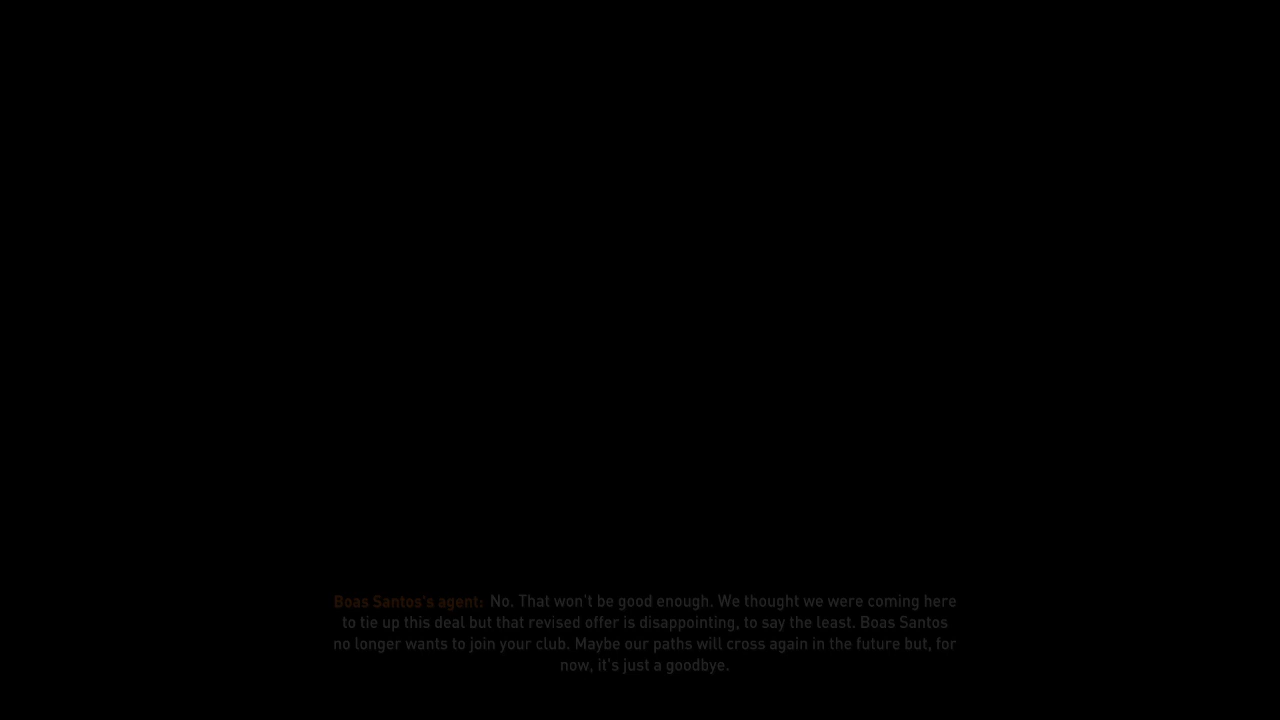 Boas Santos's agent: No. That won't be good enough. We thought we were coming here
to tie up this deal but that revised offer is disappointing, to say the least. Boas Santos
no longer wants to join your club. Maybe our paths will cross again in the future but, for
now, it's just a goodbye.